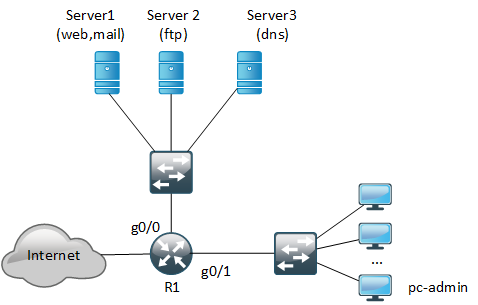 Server1
(web,mail)
Server 2
(ftp)
Server3
(dns)
g0/0
Internet
g0/1
R1
...
pc-admin